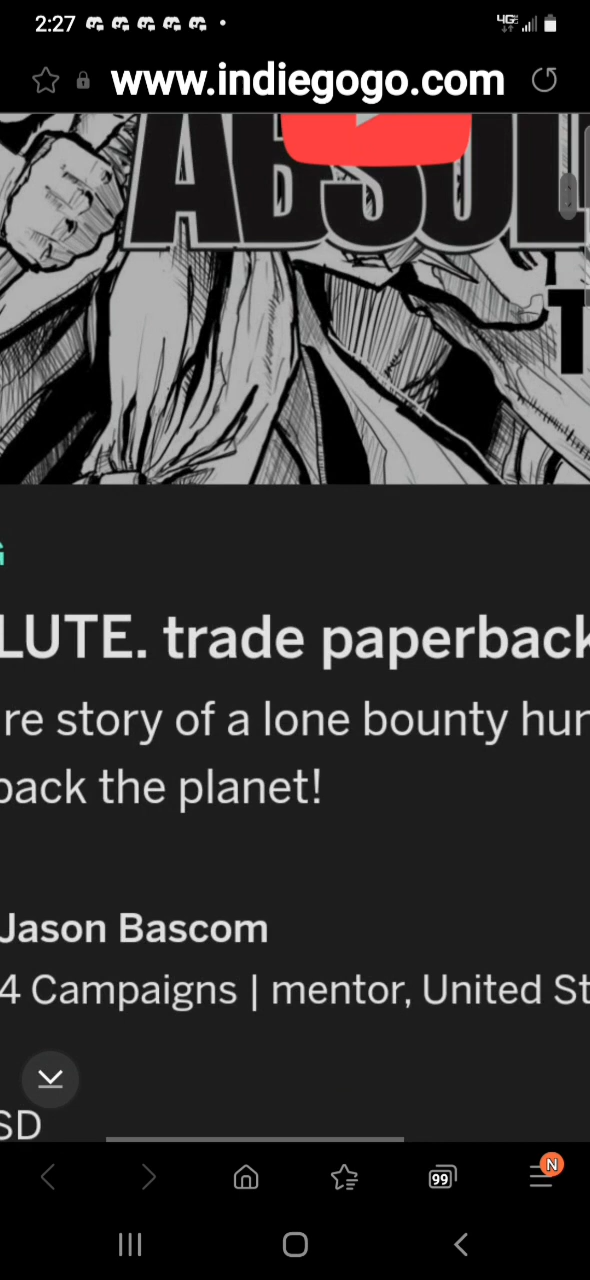 2:27
4G
www.indiegogo.com
ABSOL
T
G
LUTE. trade paperback
re story of a lone bounty hun
back the planet!
Jason Bascom
4 Campaigns | mentor, United St
SD
99
N